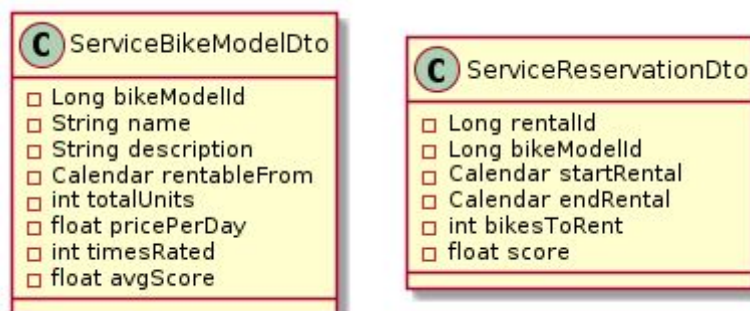 C ServiceBikeModelDto
Long bikeModelId
String name
String description
Calendar rentableFrom
int totalUnits
float pricePerDay
int timesRated
float avgScore
C ServiceReservationDto
Long rentalId
Long bikeModelId
Calendar startRental
Calendar endRental
int bikesToRent
float score